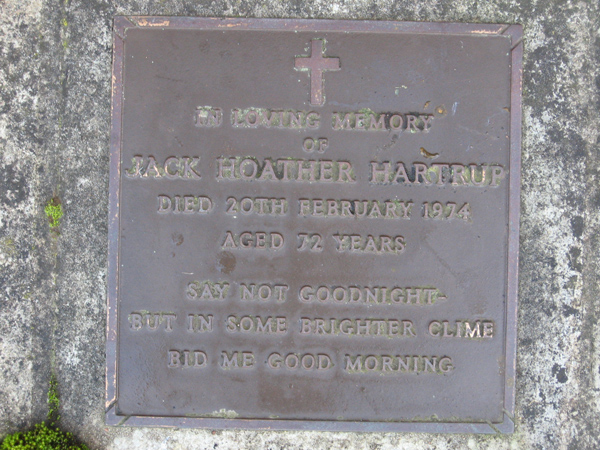 IN LOVING MEMORY
OF
JACK HOATHER HARTRUP
DIED 20TH FEBRUARY 1974
AGED 72 YEARS
SAY NOT GOODNIGHT-
BUT IN SOME BRIGHTER CLIME
BID ME GOOD MORNING